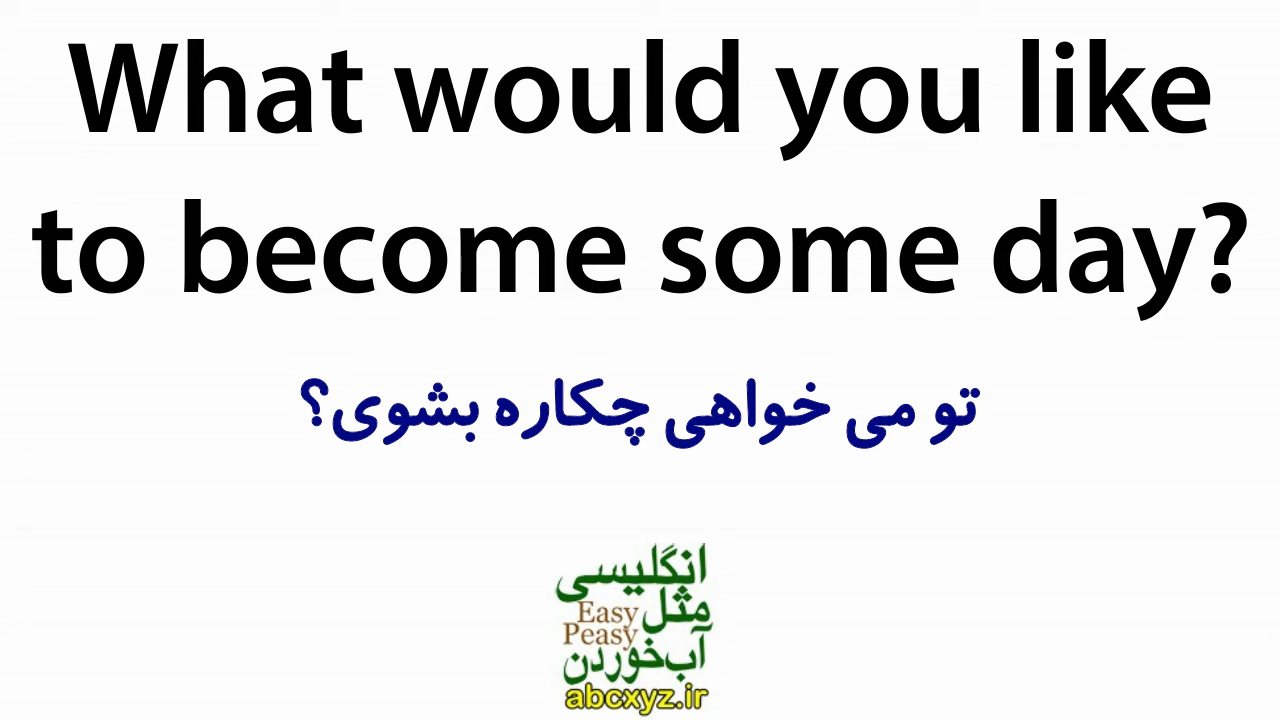 What would you like
to become some day?
تو می خواهی چکاره بشوی؟
انگلیسی
مثل
Easy
Peasy
آب‌خوردن
abcxyz.ir